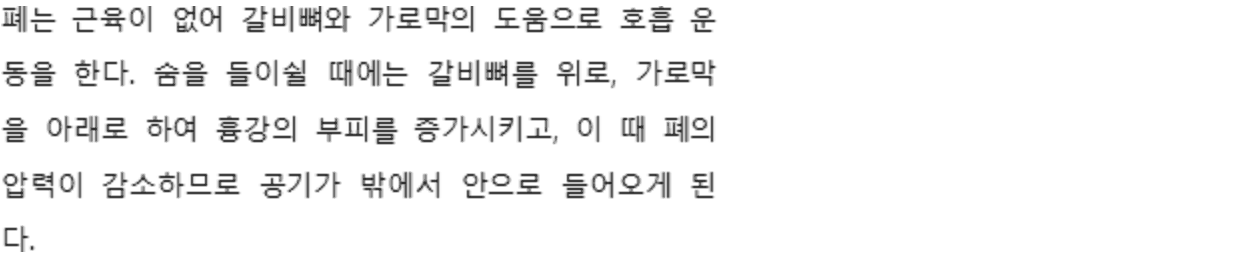 폐는 근육이 없어 갈비뼈와 가로막의 도움으로 호흡 운
동을 한다. 숨을 들이쉴 때에는 갈비뼈를 위로, 가로막
을 아래로 하여 흉강의 부피를 증가시키고, 이 때 폐의
압력이 감소하므로 공기가 밖에서 안으로 들어오게 된
다.